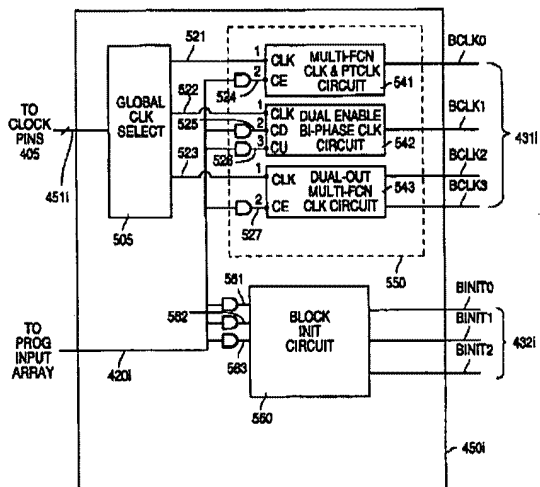 521
BCLK0
1
CLK
MULTI-FCN
CLK & PTCLK
CIRCUIT
541
2
CE
524
TO
CLOCK
PINS
405
451i
GLOBAL
CLK
SELECT
505
522
525
1
CLK
2
CD
3
CU
DUAL ENABLE
BI-PHASE CLK
CIRCUIT
542
BCLK1
431i
526
523
BCLK2
1
CLK
DUAL-OUT
MULTI-FCN
CLK CIRCUIT
543
BCLK3
2
CE
527
550
561
562
563
BLOCK
INIT
CIRCUIT
560
BINIT0
BINIT1
BINIT2
432i
TO
PROG
INPUT
ARRAY
420i
450i